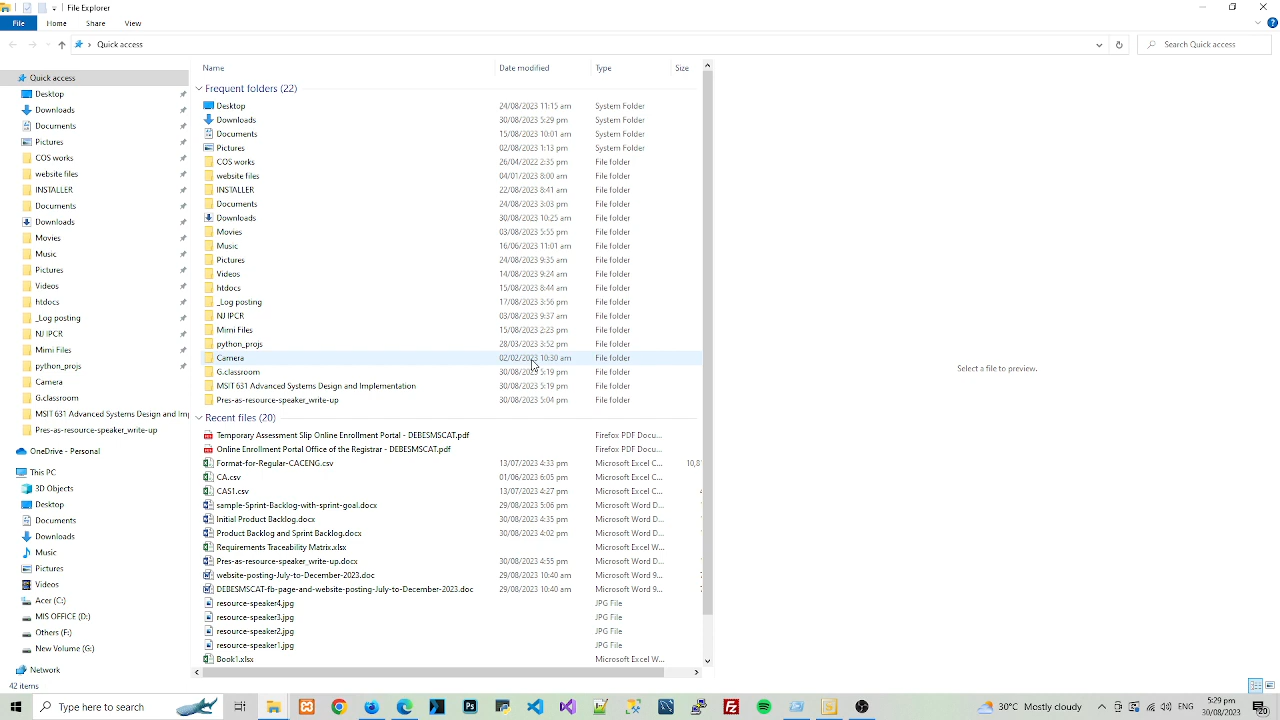 File Explorer
File Home Share View
Quick access Search Quick access
Quick access
Desktop
Downloads
Documents
Pictures
COS works
website files
INSTALLER
Documents
Downloads
Movies
Music
Pictures
Videos
htdocs
_Log posting
NJ IPCR
Mimi Files
python_projs
Camera
G.classroom
MSIT 631 Advanced Systems Design and Im
Pres-as-resource-speaker_write-up
OneDrive - Personal
This PC
3D Objects
Desktop
Documents
Downloads
Music
Pictures
Videos
Acer (C:)
MIS OFFICE (D:)
Others (F:)
New Volume (G:)
Network
42 items
Name Date modified Type Size
Frequent folders (22)
Desktop 24/08/2023 11:15 am System Folder
Downloads 30/08/2023 5:29 pm System Folder
Documents 15/08/2023 10:01 am System Folder
Pictures 02/08/2023 1:13 pm System Folder
COS works 26/04/2022 2:35 pm File folder
website files 04/01/2023 8:00 am File folder
INSTALLER 22/08/2023 8:41 am File folder
Documents 24/08/2023 3:03 pm File folder
Downloads 30/08/2023 10:25 am File folder
Movies 03/08/2023 5:55 pm File folder
Music 16/06/2023 11:01 am File folder
Pictures 24/08/2023 9:35 am File folder
Videos 14/08/2023 9:24 am File folder
htdocs 15/08/2023 8:44 am File folder
_Log posting 17/08/2023 3:56 pm File folder
NJ IPCR 03/08/2023 9:37 am File folder
Mimi Files 15/08/2023 2:23 pm File folder
python_projs 28/03/2023 3:52 pm File folder
Camera 02/02/2023 10:30 am File folder
G.classroom 30/08/2023 5:19 pm File folder
MSIT 631 Advanced Systems Design and Implementation 30/08/2023 5:19 pm File folder
Pres-as-resource-speaker_write-up 30/08/2023 5:04 pm File folder
Recent files (20)
Temporary Assessment Slip Online Enrollment Portal - DEBESMSCAT.pdf Firefox PDF Docu...
Online Enrollment Portal Office of the Registrar - DEBESMSCAT.pdf Firefox PDF Docu...
Format-for-Regular-CACENG.csv 13/07/2023 4:33 pm Microsoft Excel C... 10,8
CA.csv 01/06/2023 6:05 pm Microsoft Excel C...
CAS1.csv 13/07/2023 4:27 pm Microsoft Excel C...
sample-Sprint-Backlog-with-sprint-goal.docx 29/08/2023 5:06 pm Microsoft Word D...
Initial Product Backlog.docx 30/08/2023 4:35 pm Microsoft Word D...
Product Backlog and Sprint Backlog.docx 30/08/2023 4:02 pm Microsoft Word D...
Requirements Traceability Matrix.xlsx Microsoft Excel W...
Pres-as-resource-speaker_write-up.docx 30/08/2023 4:55 pm Microsoft Word D...
website-posting-July-to-December-2023.doc 29/08/2023 10:40 am Microsoft Word 9...
DEBESMSCAT-fb-page-and-website-posting-July-to-December-2023.doc 29/08/2023 10:40 am Microsoft Word 9...
resource-speaker4.jpg JPG File
resource-speaker3.jpg JPG File
resource-speaker2.jpg JPG File
resource-speaker1.jpg JPG File
Book1.xlsx Microsoft Excel W...
Select a file to preview.
Type here to search
30°C Mostly cloudy
ENG
5:29 pm
30/08/2023